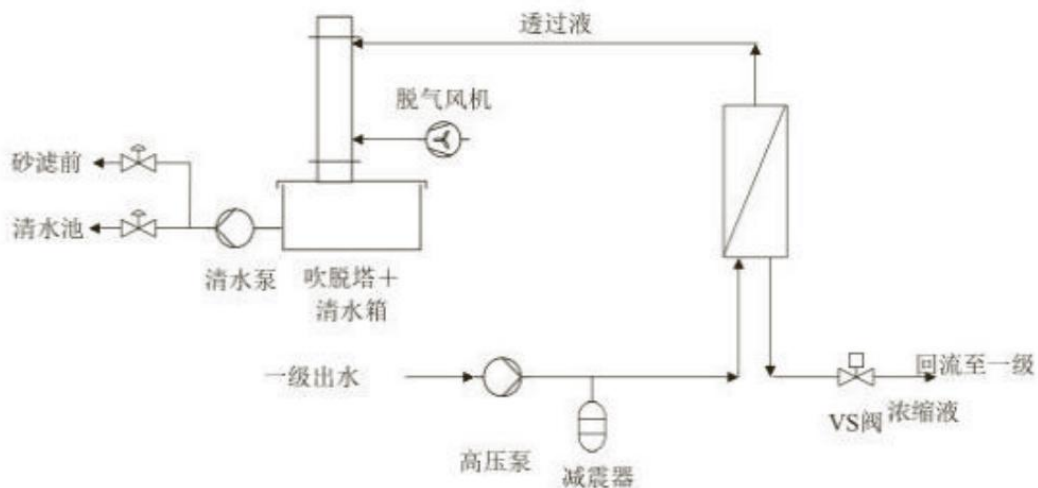 透过液
脱气风机
砂滤前
清水池
清水泵
吹脱塔+
清水箱
一级出水
回流至一级
VS阀
浓缩液
高压泵
减震器